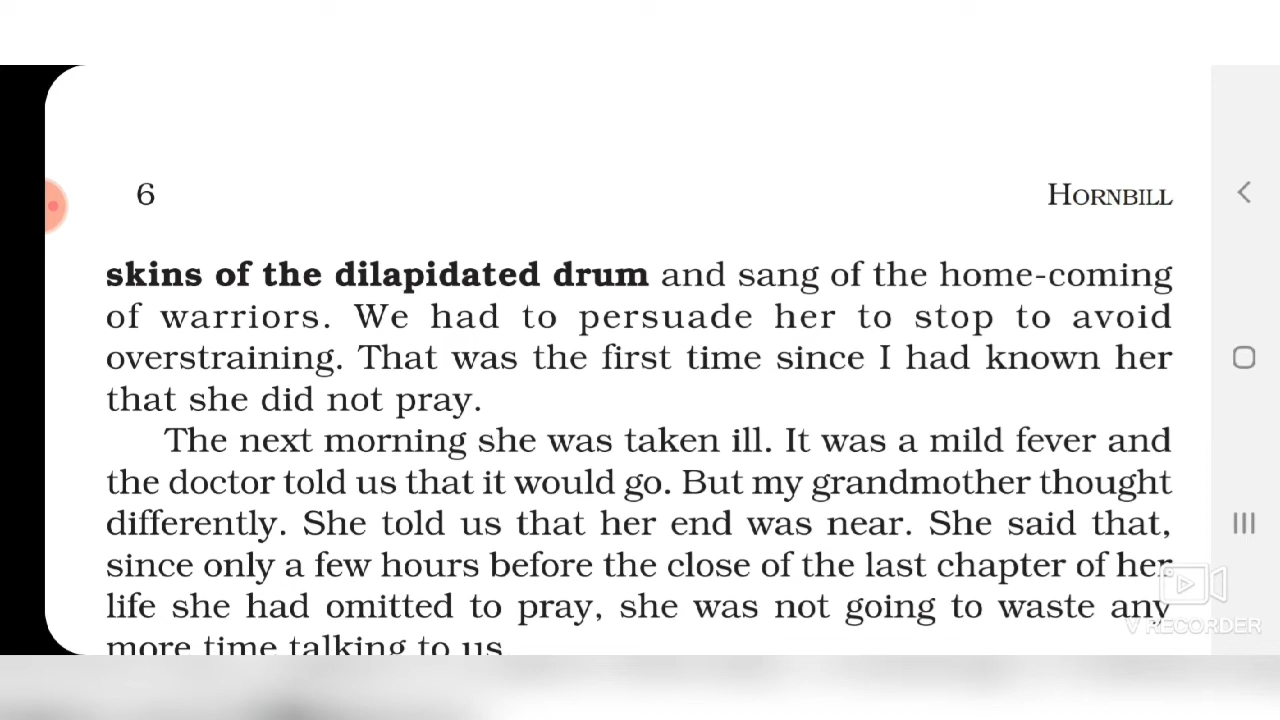 6 HORNBILL
skins of the dilapidated drum and sang of the home-coming
of warriors. We had to persuade her to stop to avoid
overstraining. That was the first time since I had known her
that she did not pray.
The next morning she was taken ill. It was a mild fever and
the doctor told us that it would go. But my grandmother thought
differently. She told us that her end was near. She said that,
since only a few hours before the close of the last chapter of her
life she had omitted to pray, she was not going to waste any
more time talking to us.
V RECORDER